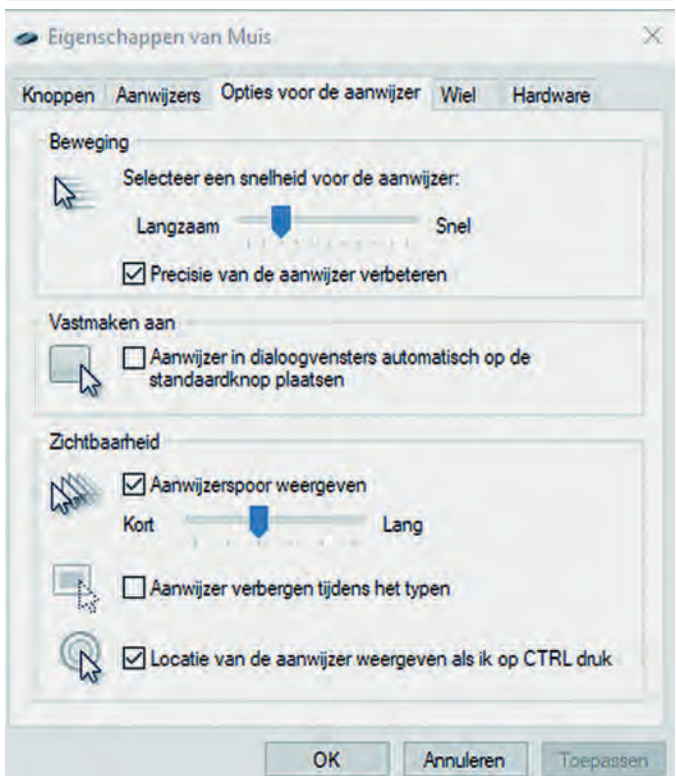 Eigenschappen van Muis
Knoppen Aanwijzers Opties voor de aanwijzer Wiel Hardware
Beweging
Selecteer een snelheid voor de aanwijzer:
Langzaam Snel
Precisie van de aanwijzer verbeteren
Vastmaken aan
Aanwijzer in dialoogvensters automatisch op de
standaardknop plaatsen
Zichtbaarheid
Aanwijzerspoor weergeven
Kort Lang
Aanwijzer verbergen tijdens het typen
Locatie van de aanwijzer weergeven als ik op CTRL druk
OK Annuleren Toepassen